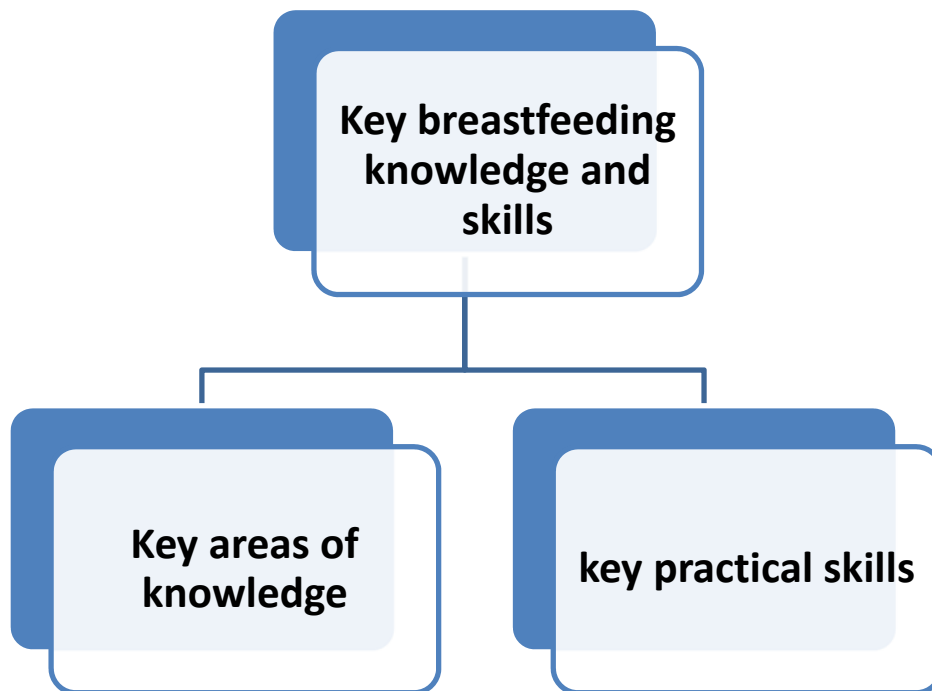 Key breastfeeding
knowledge and
skills
Key areas of
knowledge
key practical skills